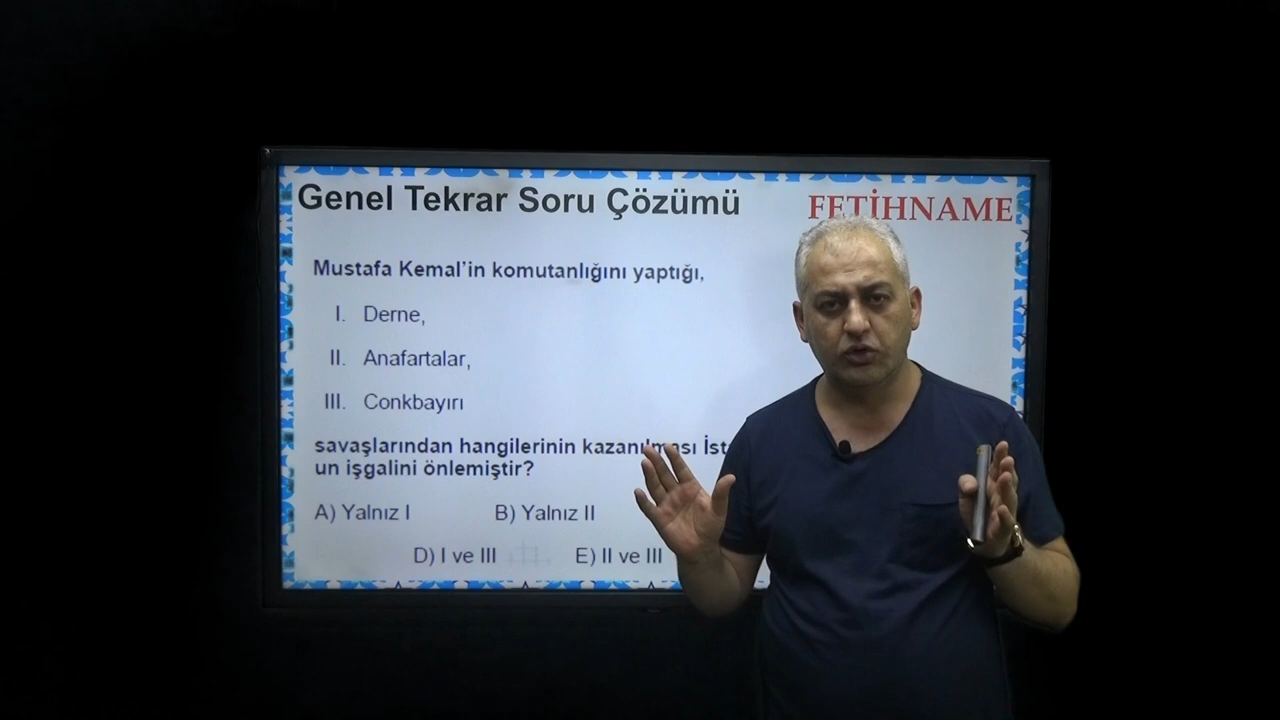 Genel Tekrar Soru Çözümü
FETİHNAME
Mustafa Kemal’in komutanlığını yaptığı,
I. Derne,
II. Anafartalar,
III. Conkbayırı
savaşlarından hangilerinin kazanılması
un işgalini önlemiştir?
A) Yalnız I B) Yalnız II
D) I ve III E) II ve III